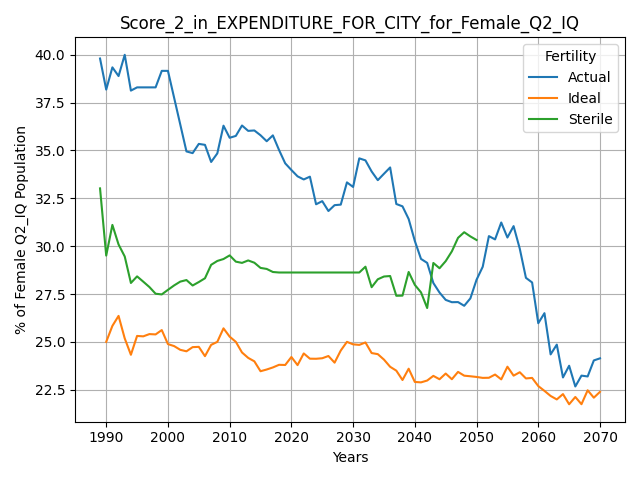 Score_2_in_EXPENDITURE_FOR_CITY_for_Female_Q2_IQ
% of Female Q2_IQ Population
40.0
37.5
35.0
32.5
30.0
27.5
25.0
22.5
Fertility
Actual
Ideal
Sterile
1990 2000 2010 2020 2030 2040 2050 2060 2070
Years